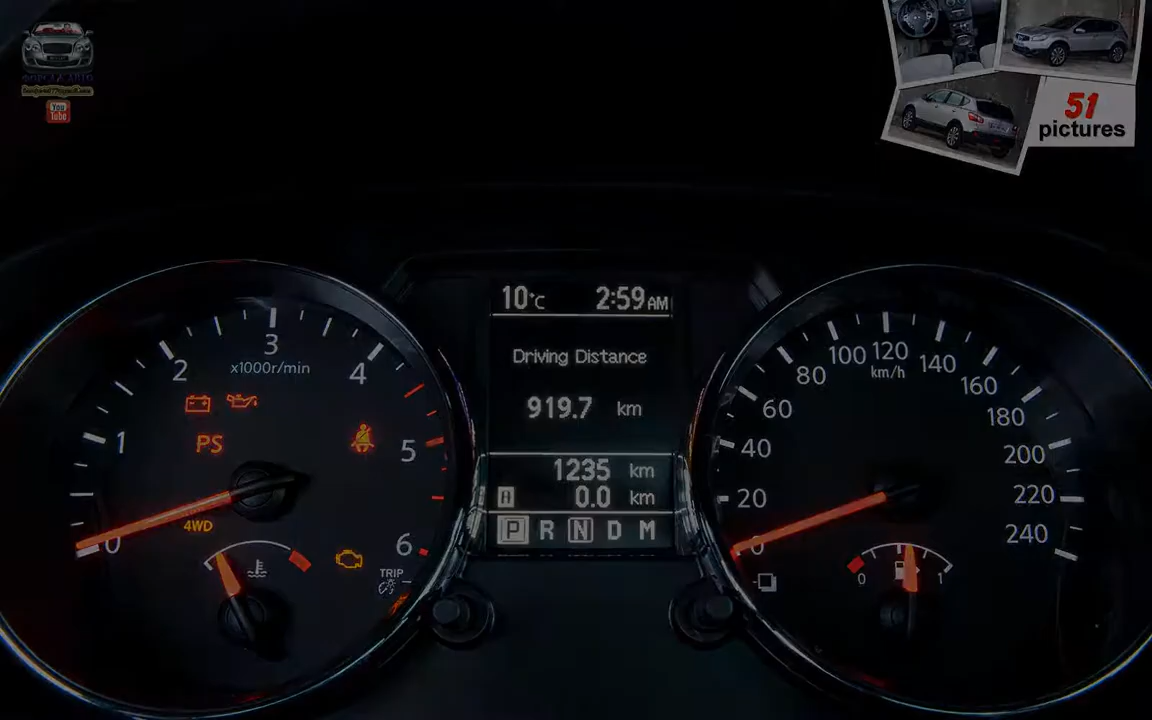 You
Tube
51
pictures
10°C 2:59AM
Driving Distance
919.7 km
1235 km
A 0.0 km
P R N D M
0 1 2 3 4 5 6
x1000r/min
PS
4WD
TRIP
0 20 40 60 80 100 120 140 160 180 200 220 240
km/h
0 1